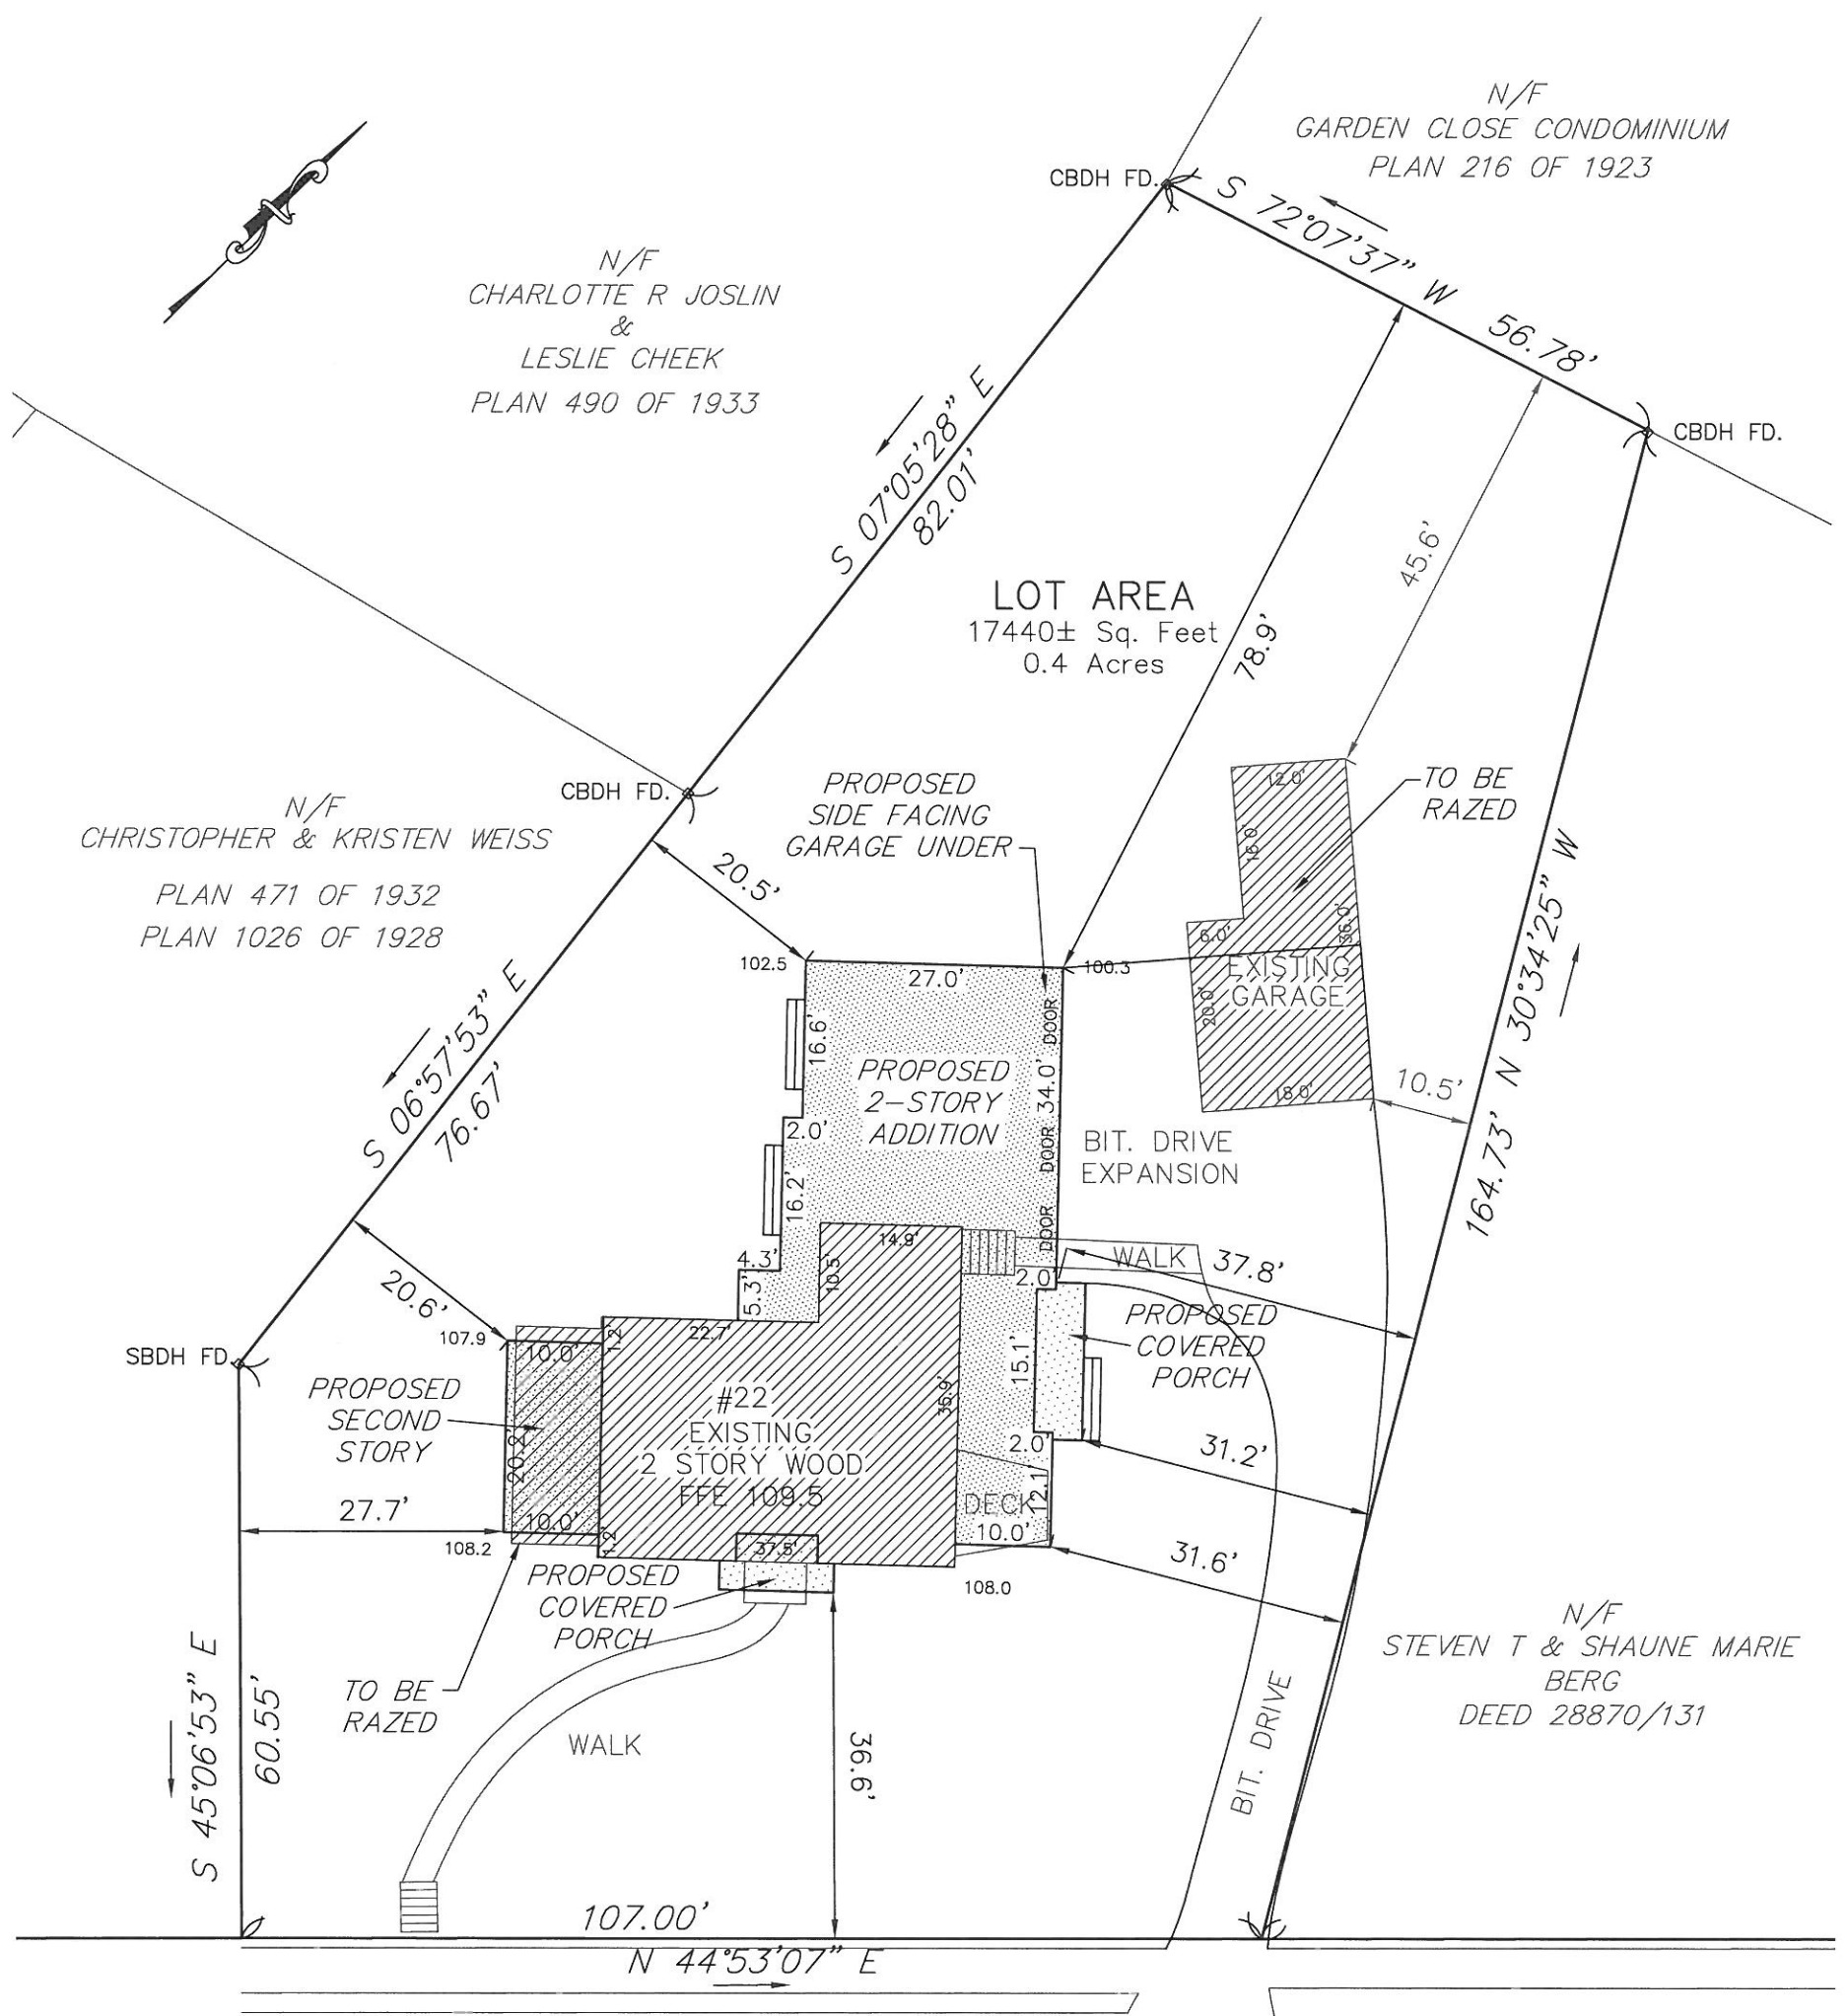 N/F
GARDEN CLOSE CONDOMINIUM
PLAN 216 OF 1923
CBDH FD.
S 72°07'37" W
56.78'
CBDH FD.
N/F
CHARLOTTE R JOSLIN
&
LESLIE CHEEK
PLAN 490 OF 1933
S 07°05'28" E
82.01'
45.6'
LOT AREA
17440± Sq. Feet
0.4 Acres
78.9'
CBDH FD.
N/F
CHRISTOPHER & KRISTEN WEISS
PLAN 471 OF 1932
PLAN 1026 OF 1928
PROPOSED
SIDE FACING
GARAGE UNDER
TO BE
RAZED
12.0'
16.0'
36.0'
6.0'
EXISTING
GARAGE
20.0'
18.0'
10.5'
164.73'
N 30°34'25" W
20.5'
102.5
27.0'
100.3
16.6'
DOOR
34.0'
DOOR
DOOR
PROPOSED
2-STORY
ADDITION
BIT. DRIVE
EXPANSION
2.0'
16.2'
S 06°57'53" E
76.67'
14.9'
10.5'
4.3'
5.3'
WALK
37.8'
2.0'
20.6'
107.9
SBDH FD.
10.0'
1.2'
22.7'
PROPOSED
COVERED
PORCH
15.1'
PROPOSED
SECOND
STORY
20.2'
#22
EXISTING
2 STORY WOOD
FFE 109.5
35.9'
2.0'
31.2'
12.1'
DECK
10.0'
27.7'
10.0'
1.2'
108.2
37.5'
31.6'
108.0
PROPOSED
COVERED
PORCH
TO BE
RAZED
WALK
36.6'
N/F
STEVEN T & SHAUNE MARIE
BERG
DEED 28870/131
BIT. DRIVE
S 45°06'53" E
60.55'
107.00'
N 44°53'07" E